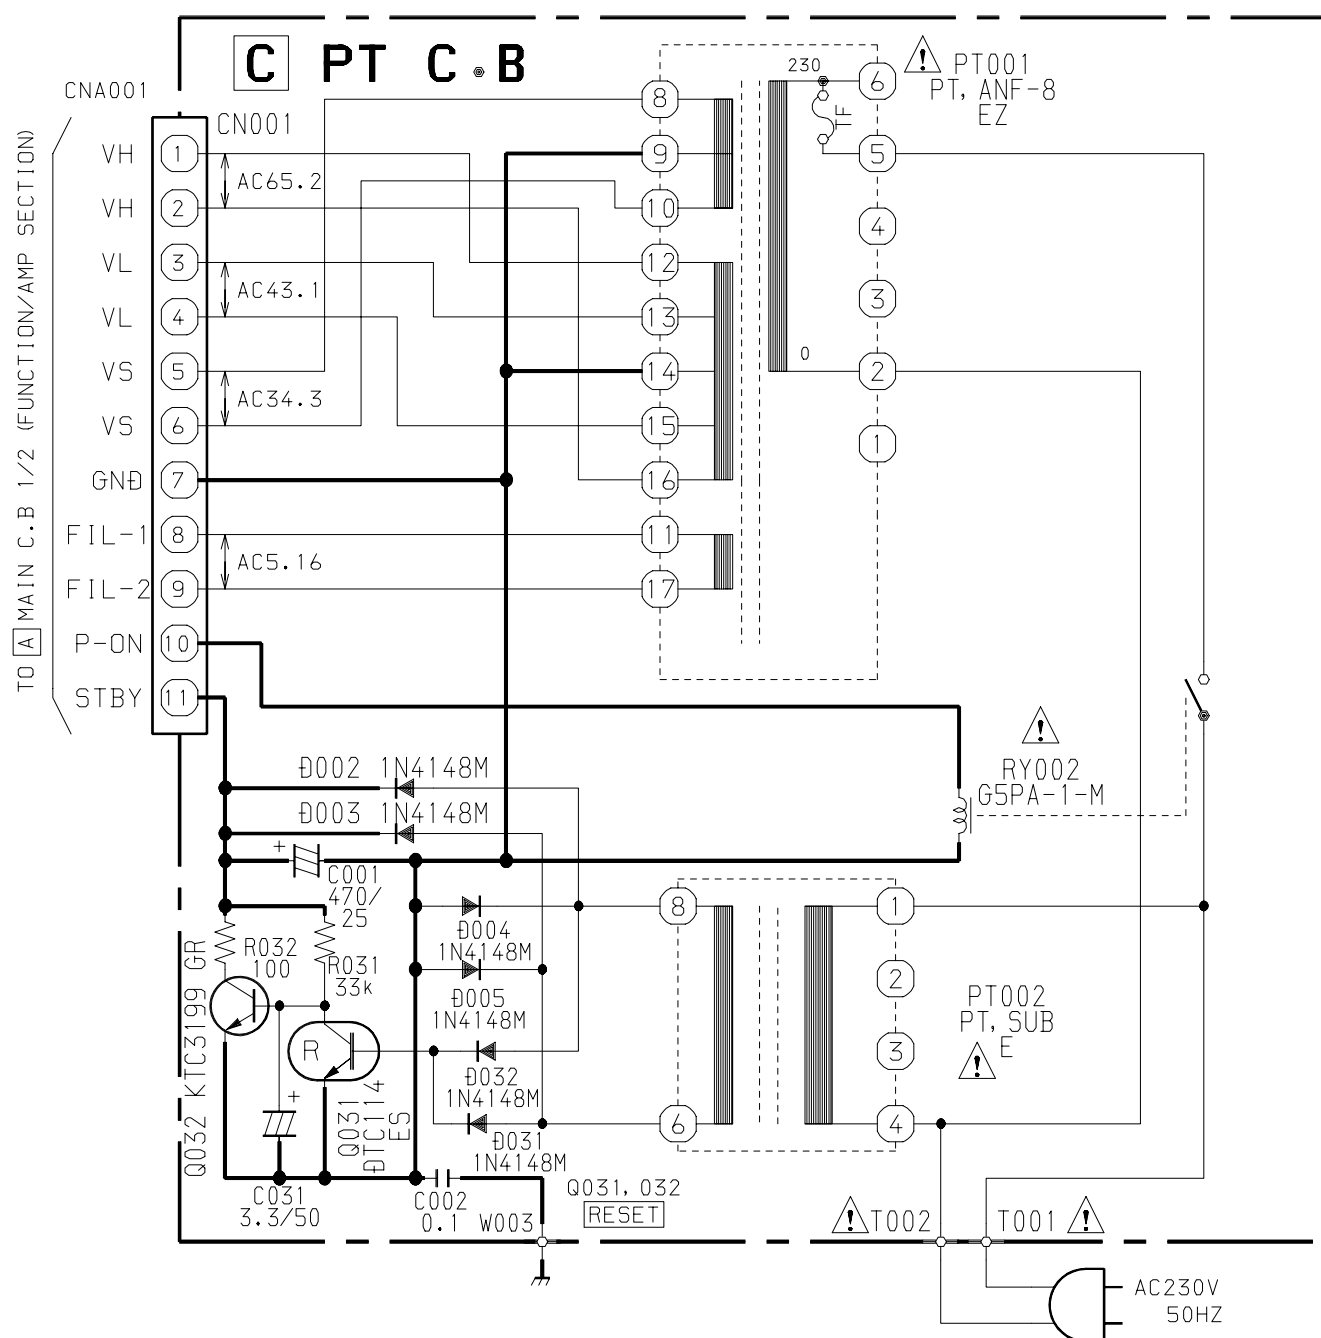 C PT C.B
CNA001
CN001
TO A MAIN C.B 1/2 (FUNCTION/AMP SECTION)
VH 1
VH 2
VL 3
VL 4
VS 5
VS 6
GND 7
FIL-1 8
FIL-2 9
P-ON 10
STBY 11
AC65.2
AC43.1
AC34.3
AC5.16
8
9
10
12
13
14
15
16
11
17
230
TF
0
6
5
4
3
2
1
! PT001
PT, ANF-8
EZ
!
RY002
G5PA-1-M
D002 1N4148M
D003 1N4148M
+
C001
470/
25
R032
100
R031
33k
D004
1N4148M
D005
1N4148M
D032
1N4148M
D031
1N4148M
Q032 KTC3199 GR
R
Q031
DTC114
ES
+
C031
3.3/50
C002
0.1
W003
Q031, 032
RESET
8
6
1
2
3
4
PT002
PT, SUB
E
!
! T002
T001 !
AC230V
50HZ